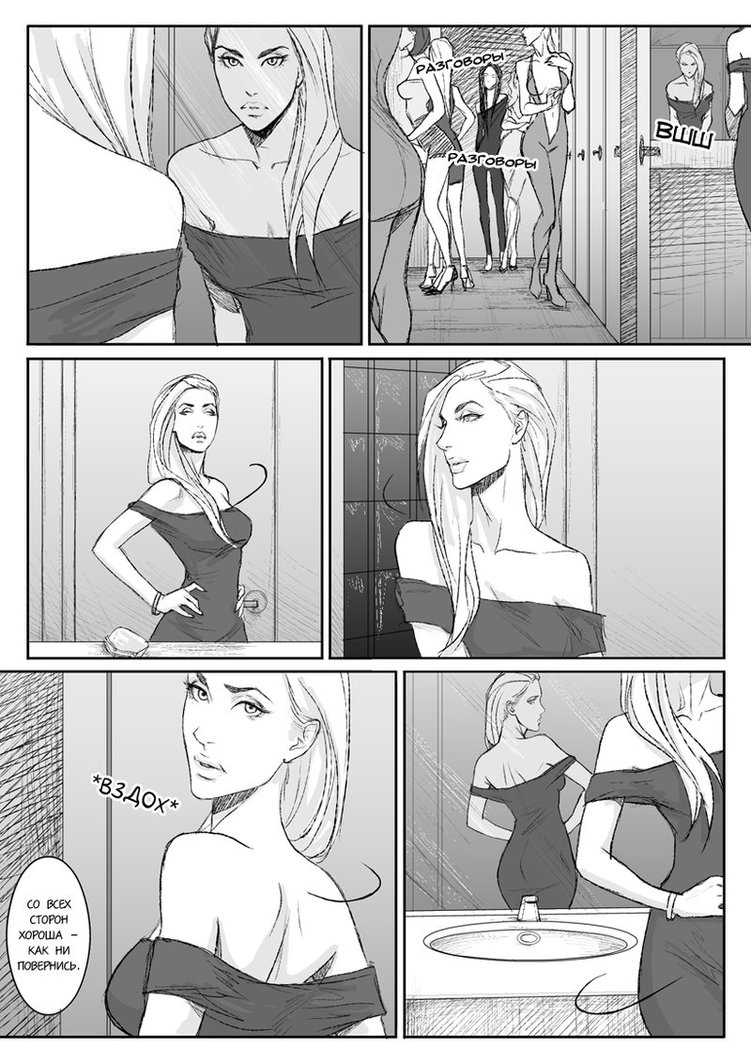 РАЗГОВОРЫ
РАЗГОВОРЫ
ВШШ
*ВЗДОХ*
СО ВСЕХ
СТОРОН
ХОРОША –
КАК НИ
ПОВЕРНИСЬ.